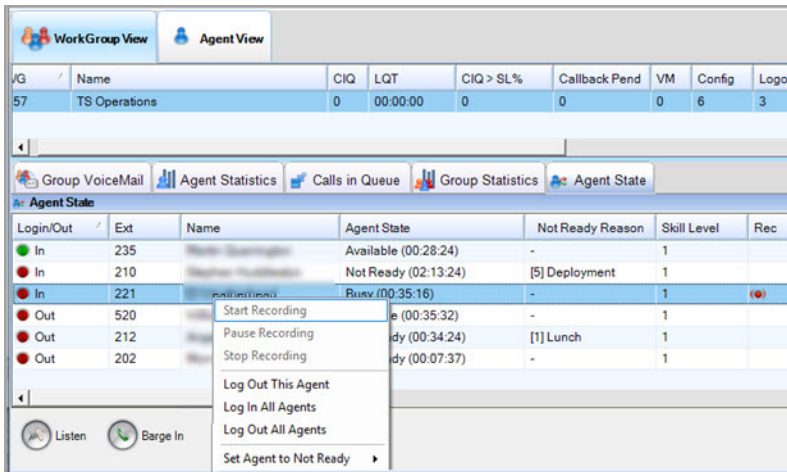 WorkGroup View Agent View
/G Name CIQ LQT CIQ > SL% Callback Pend VM Config Logo
57 TS Operations 0 00:00:00 0 0 0 6 3
Group VoiceMail Agent Statistics Calls in Queue Group Statistics Agent State
Agent State
Login/Out Ext Name Agent State Not Ready Reason Skill Level Rec
In 235 Available (00:28:24) - 1
In 210 Not Ready (02:13:24) [5] Deployment 1
In 221 Busy (00:35:16) - 1
Out 520 e (00:35:32) - 1
Out 212 dy (00:34:24) [1] Lunch 1
Out 202 dy (00:07:37) - 1
Start Recording
Pause Recording
Stop Recording
Log Out This Agent
Log In All Agents
Log Out All Agents
Set Agent to Not Ready
Listen Barge In